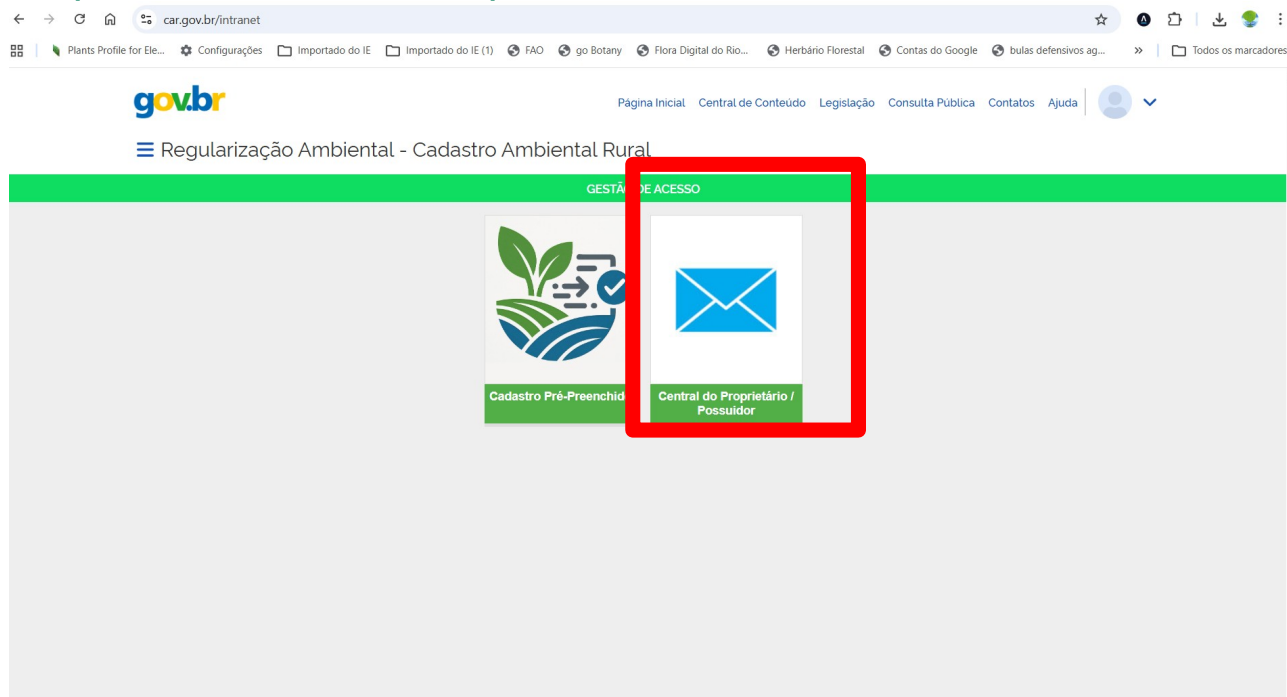 car.gov.br/intranet
Plants Profile for Ele... Configurações Importado do IE Importado do IE (1) FAO go Botany Flora Digital do Rio... Herbário Florestal Contas do Google bulas defensivos ag... » Todos os marcadores
gov.br
Página Inicial Central de Conteúdo Legislação Consulta Pública Contatos Ajuda
Regularização Ambiental - Cadastro Ambiental Rural
GESTÃO DE ACESSO
Cadastro Pré-Preenchido
Central do Proprietário /
Possuidor